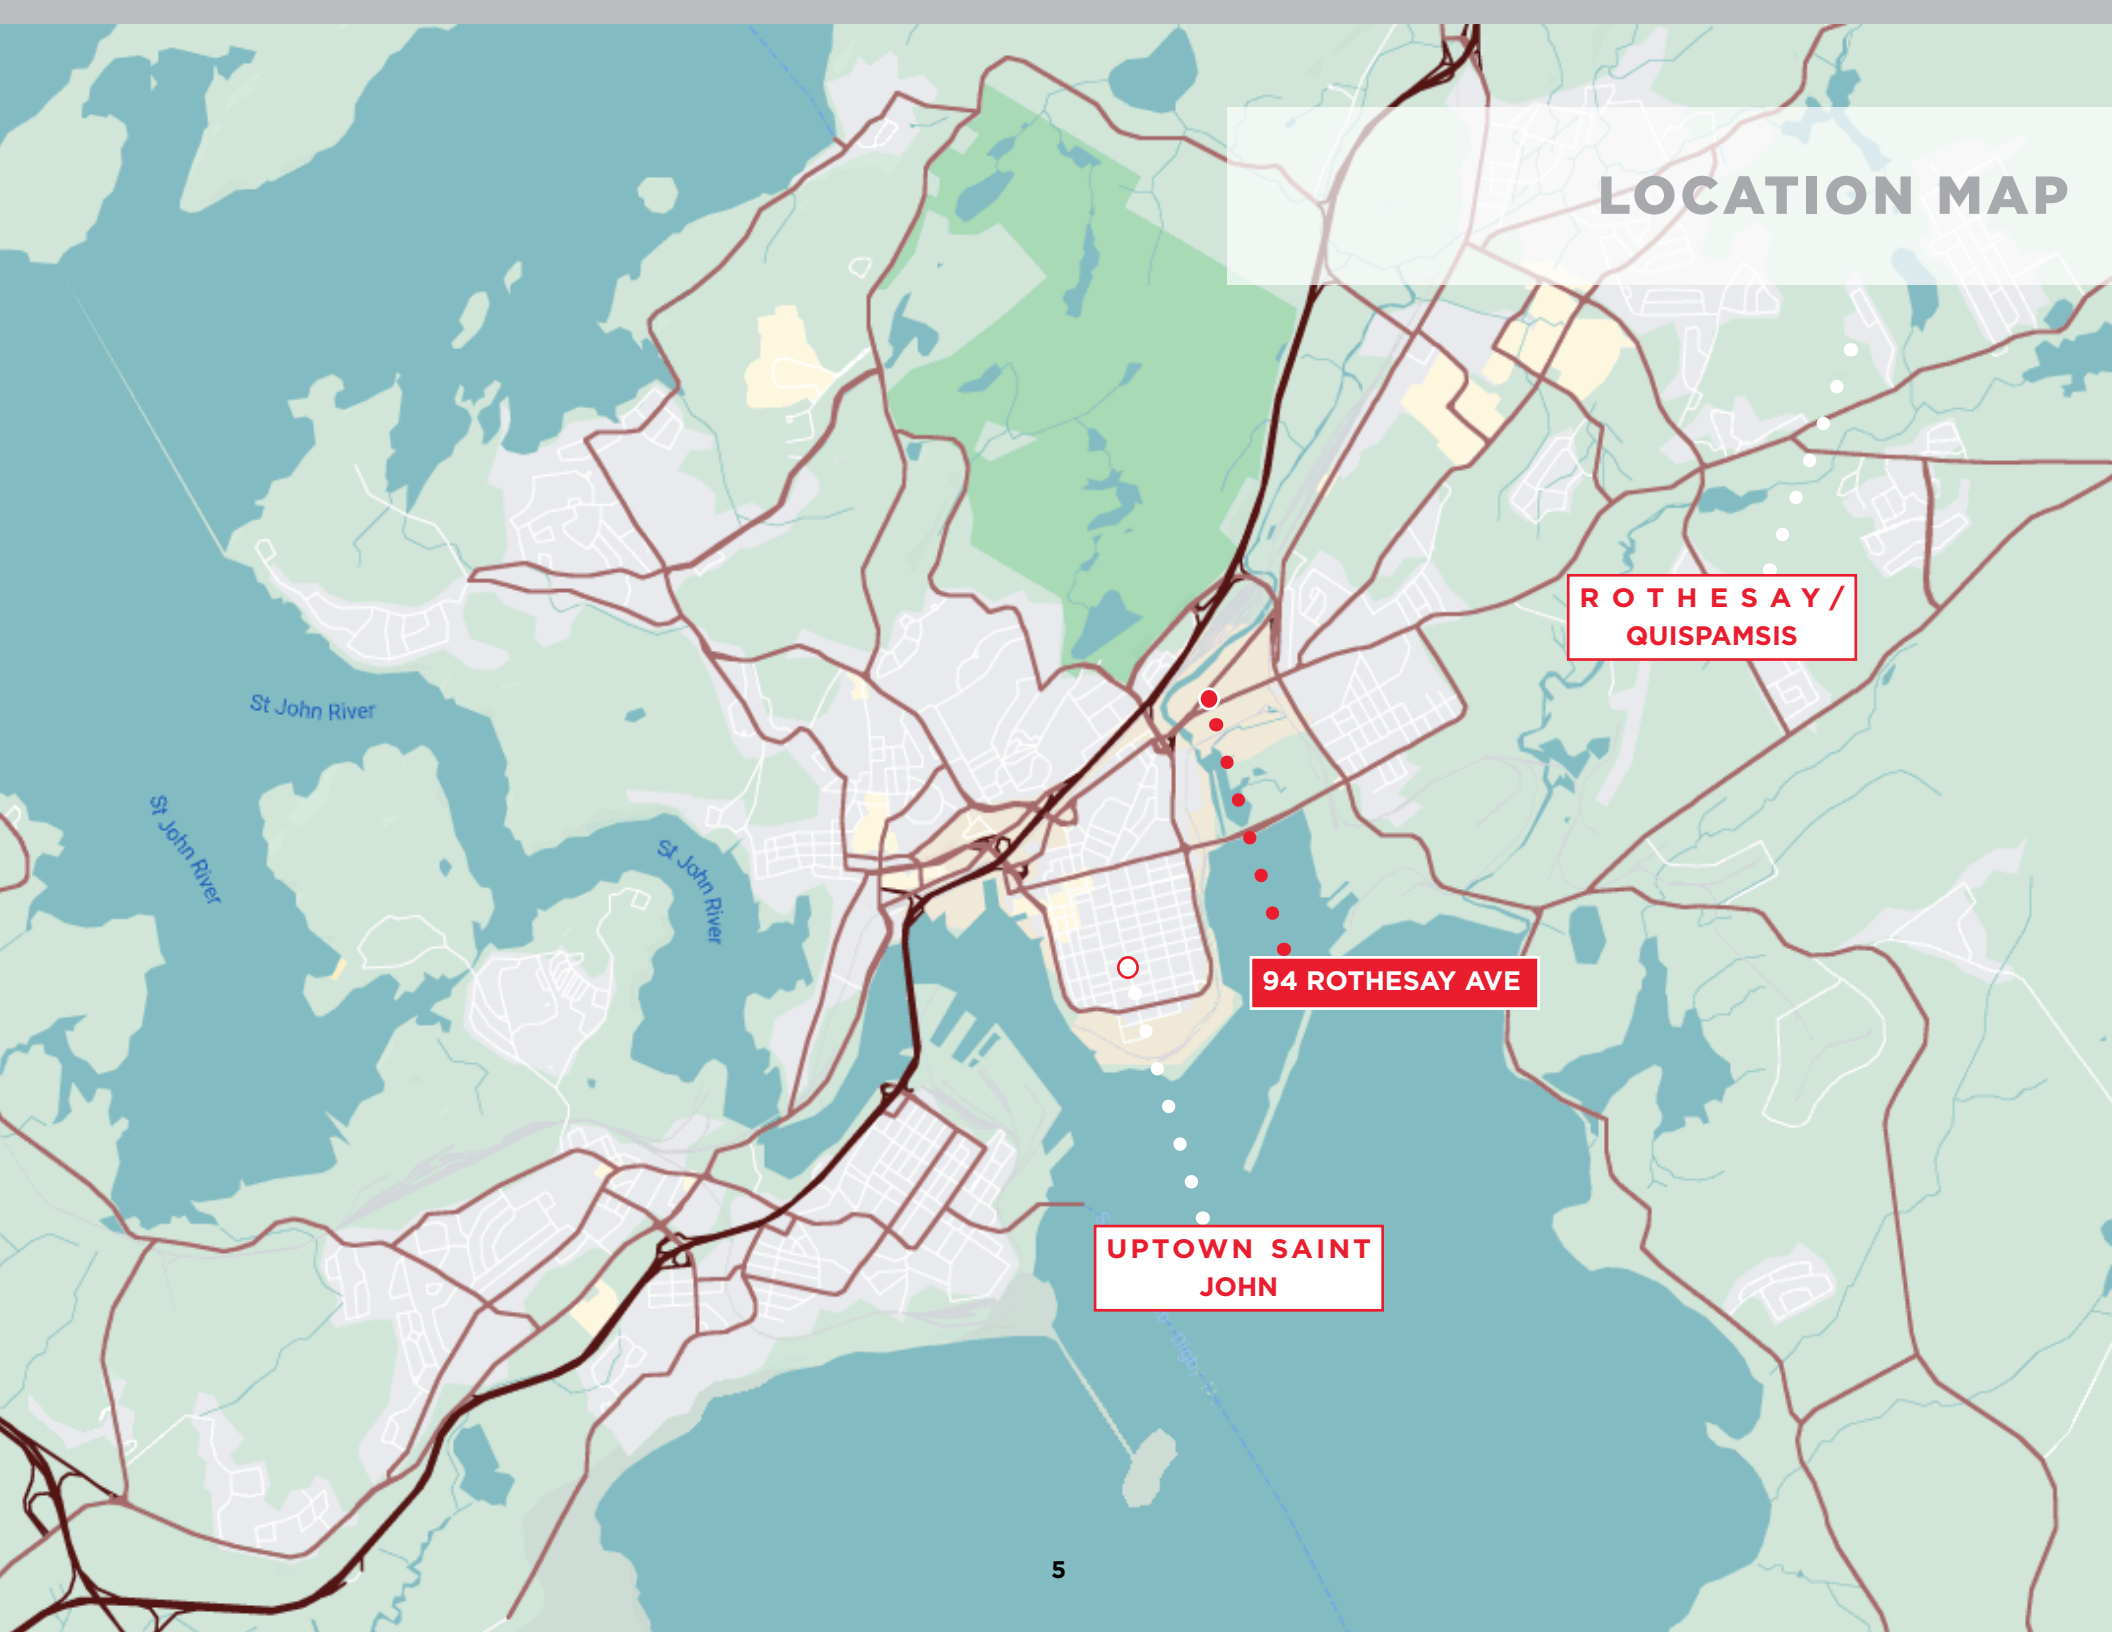 LOCATION MAP
ROTHESAY/
QUISPAMSIS
St John River
St John River
St John River
94 ROTHESAY AVE
UPTOWN SAINT
JOHN
5